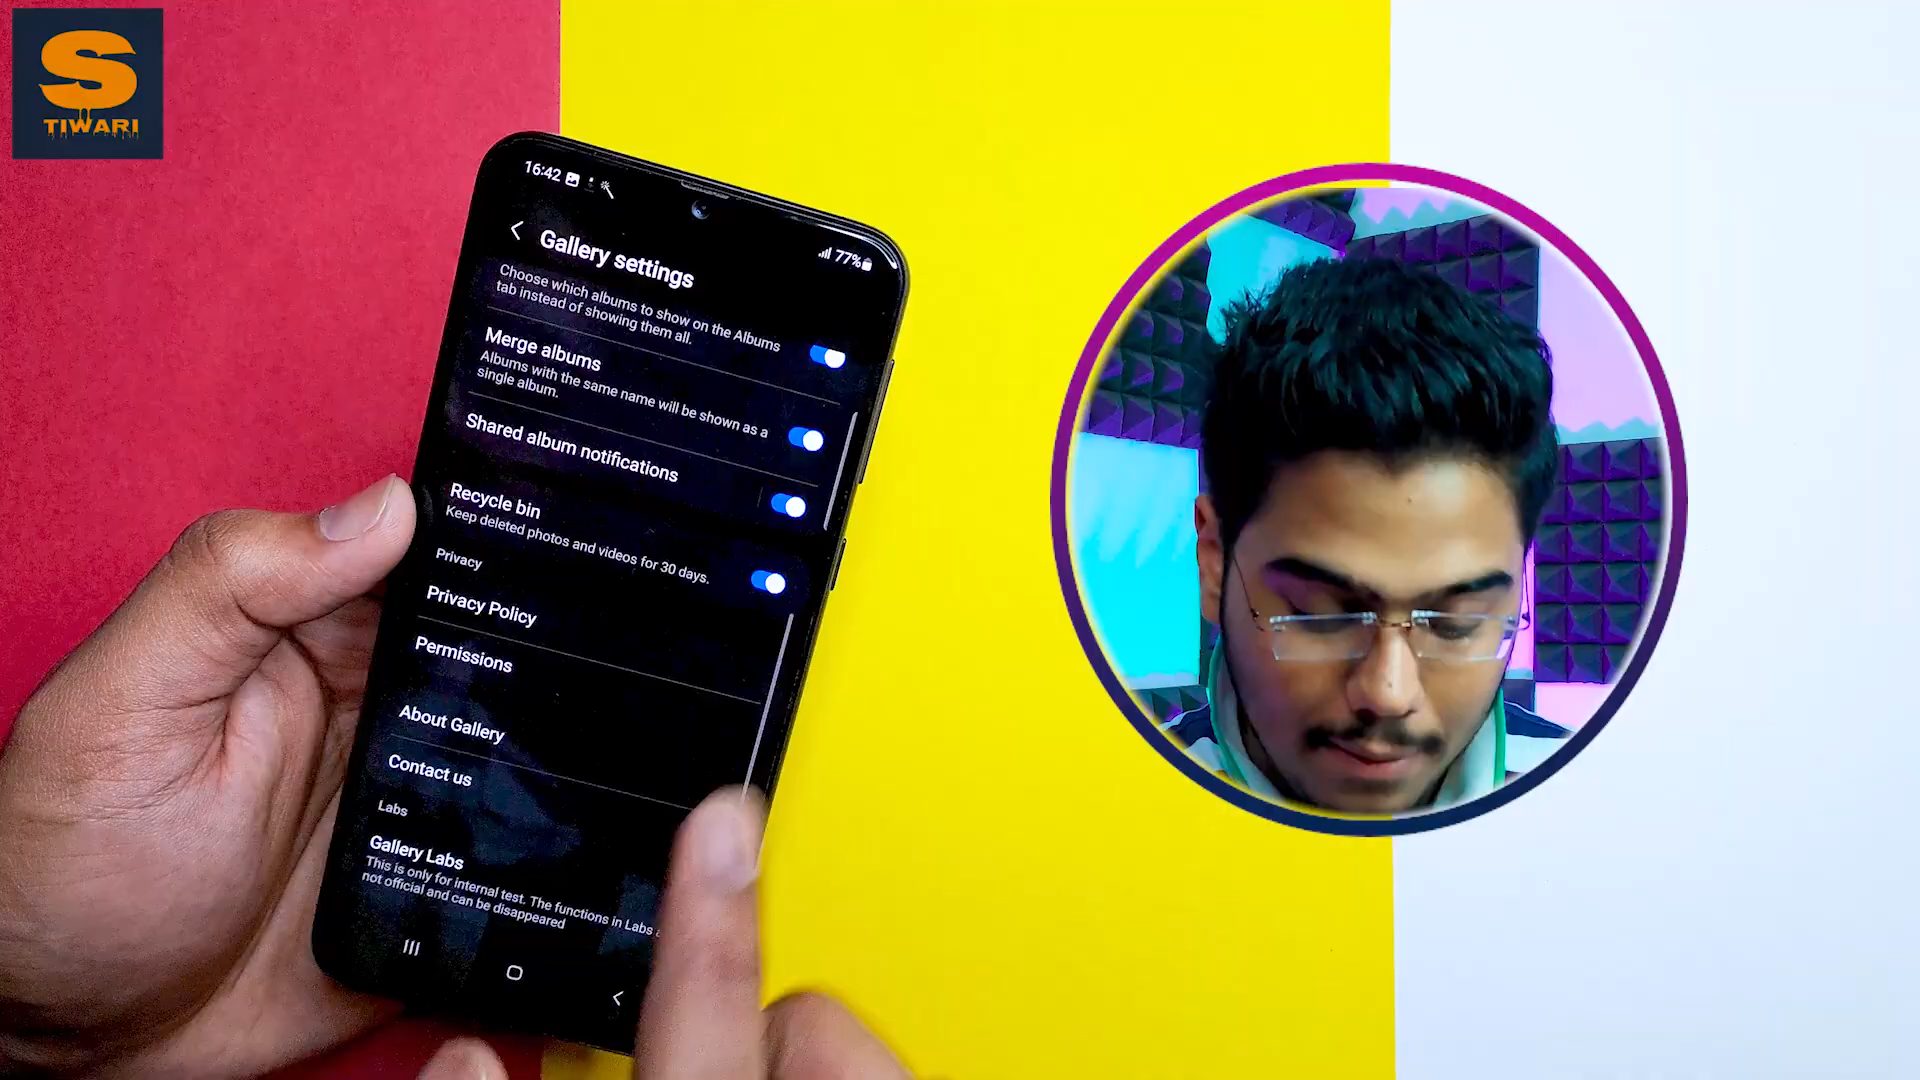 S
TIWARI
16:42
77%
Gallery settings
Choose which albums to show on the Albums
tab instead of showing them all.
Merge albums
Albums with the same name will be shown as a
single album.
Shared album notifications
Recycle bin
Keep deleted photos and videos for 30 days.
Privacy
Privacy Policy
Permissions
About Gallery
Contact us
Labs
Gallery Labs
This is only for internal test. The functions in Labs
not official and can be disappeared